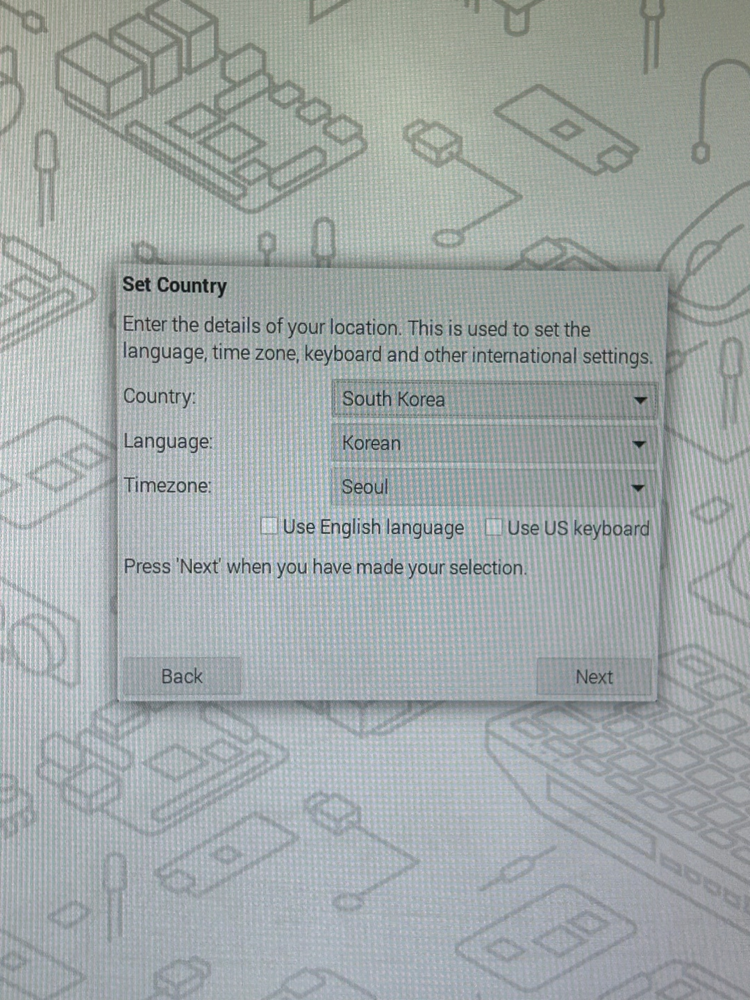 Set Country
Enter the details of your location. This is used to set the
language, time zone, keyboard and other international settings.
Country: South Korea
Language: Korean
Timezone: Seoul
Use English language Use US keyboard
Press 'Next' when you have made your selection.
Back Next